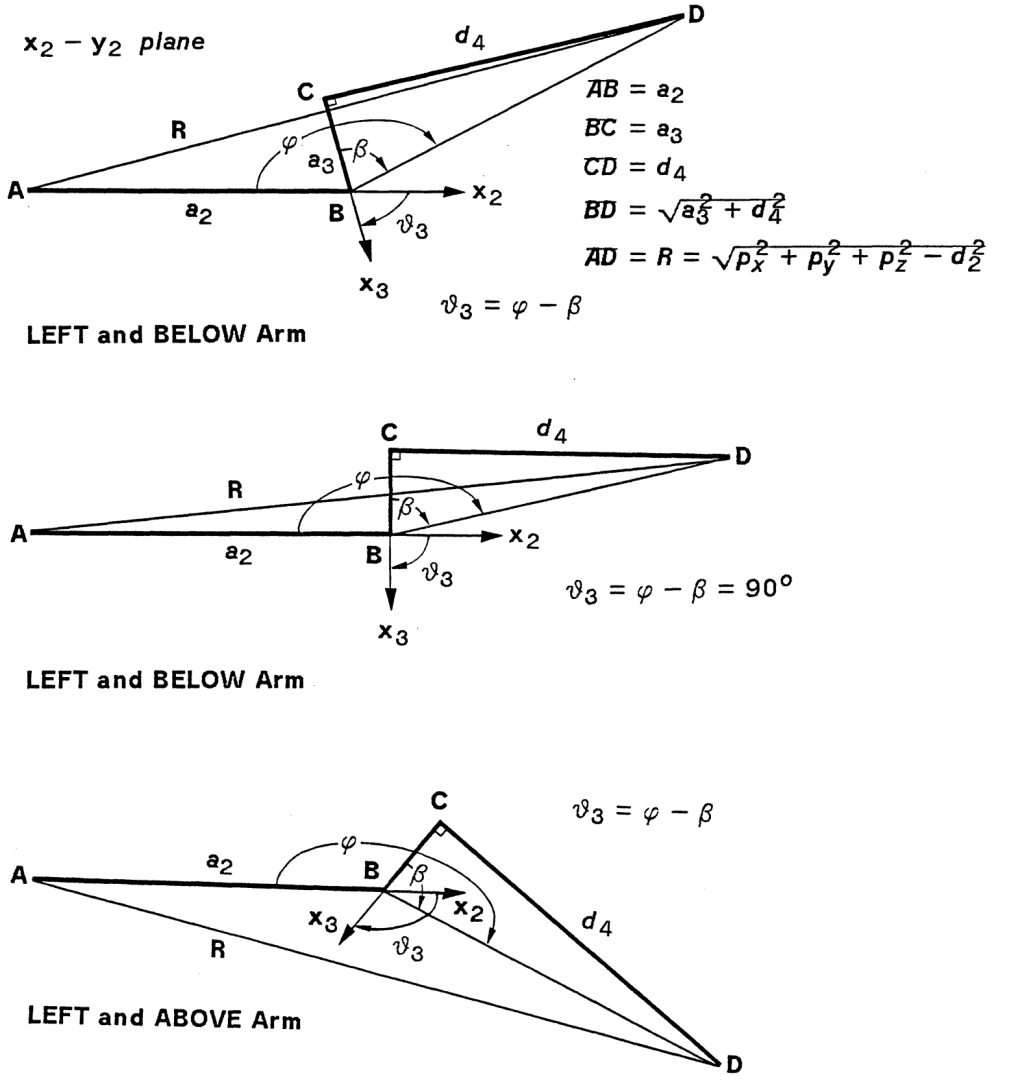 x₂ – y₂ plane
d₄
D
C
R
φ
a₃
β
A
a₂
B
x₂
ϑ₃
x₃
AB = a₂
BC = a₃
CD = d₄
BD = √a₃² + d₄²
AD = R = √pₓ² + p_y² + p_z² – d₂²
ϑ₃ = φ – β
LEFT and BELOW Arm
C
d₄
D
R
φ
β
A
a₂
B
x₂
ϑ₃
x₃
ϑ₃ = φ – β = 90°
LEFT and BELOW Arm
C
ϑ₃ = φ – β
φ
A
a₂
B
β
x₃
x₂
ϑ₃
d₄
R
LEFT and ABOVE Arm
D